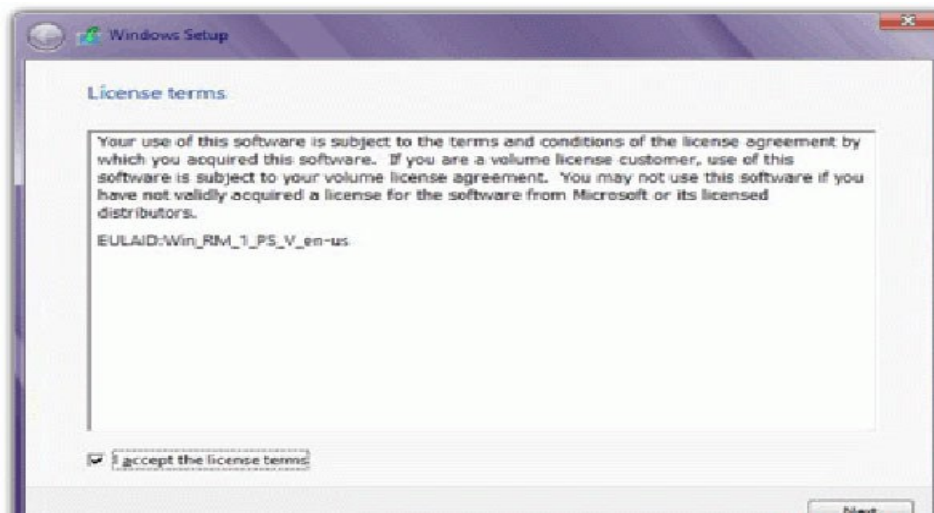 Windows Setup
License terms
Your use of this software is subject to the terms and conditions of the license agreement by
which you acquired this software.  If you are a volume license customer, use of this
software is subject to your volume license agreement.  You may not use this software if you
have not validly acquired a license for the software from Microsoft or its licensed
distributors.
EULAID:Win_RM_1_PS_V_en-us
I accept the license terms
Next